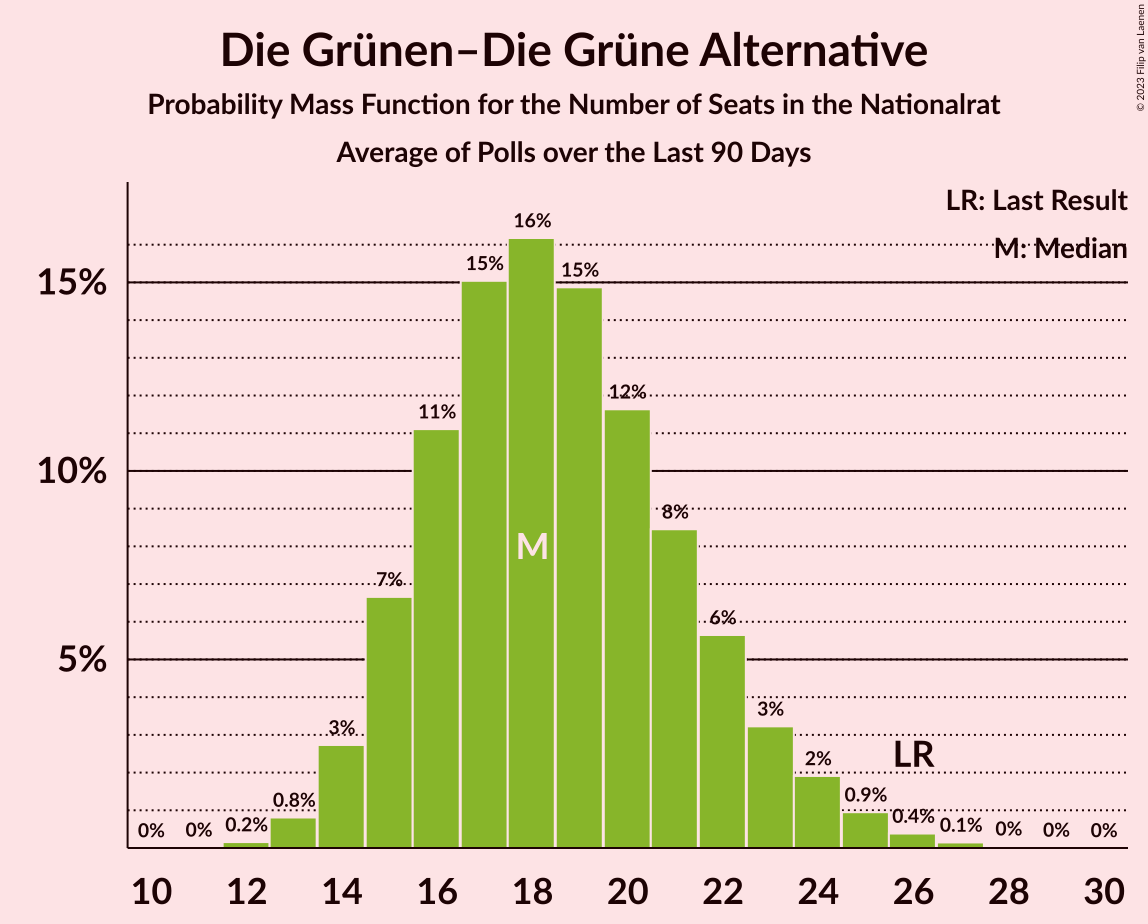 Die Grünen–Die Grüne Alternative
Probability Mass Function for the Number of Seats in the Nationalrat
Average of Polls over the Last 90 Days
© 2023 Filip van Laenen
LR: Last Result
M: Median
15%
10%
5%
0%
0%
0.2%
0.8%
3%
7%
11%
15%
16%
15%
12%
8%
6%
3%
2%
0.9%
0.4%
0.1%
0%
0%
0%
M
LR
10 12 14 16 18 20 22 24 26 28 30